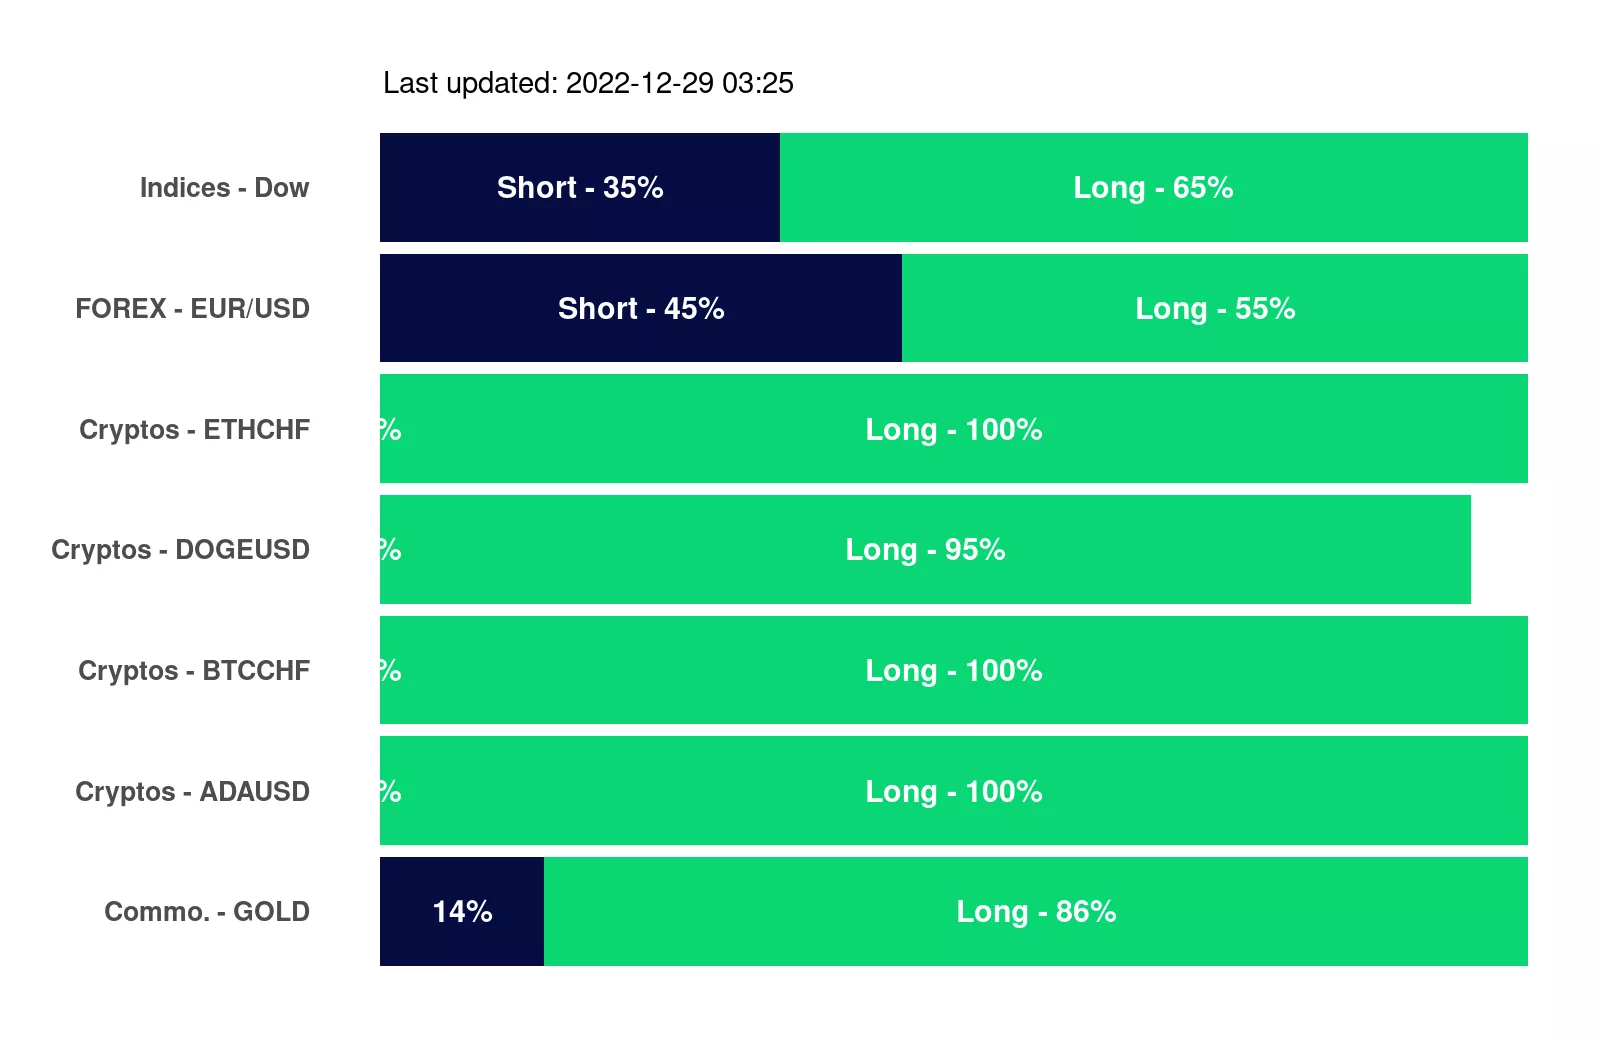 Last updated: 2022-12-29 03:25
Indices - Dow Short - 35% Long - 65%
FOREX - EUR/USD Short - 45% Long - 55%
Cryptos - ETHCHF % Long - 100%
Cryptos - DOGEUSD % Long - 95%
Cryptos - BTCCHF % Long - 100%
Cryptos - ADAUSD % Long - 100%
Commo. - GOLD 14% Long - 86%